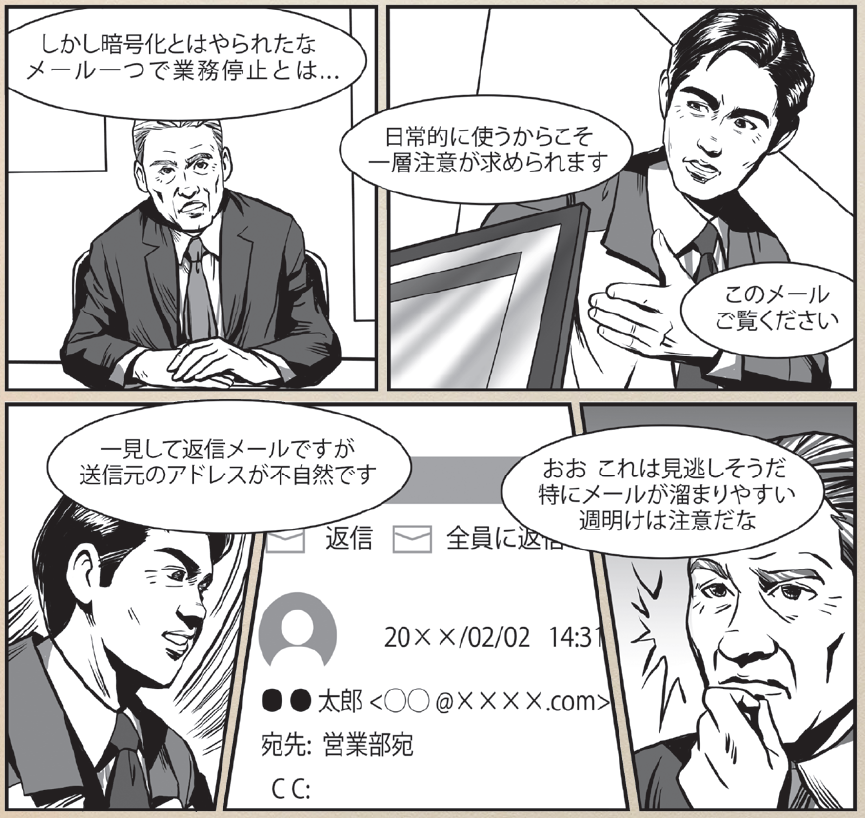 しかし暗号化とはやられたな
メール一つで業務停止とは…
日常的に使うからこそ
一層注意が求められます
このメール
ご覧ください
一見して返信メールですが
送信元のアドレスが不自然です
返信 全員に返信
20××/02/02 14:31
●●太郎 <○○@××××.com>
宛先: 営業部宛
CC:
おお これは見逃しそうだ
特にメールが溜まりやすい
週明けは注意だな